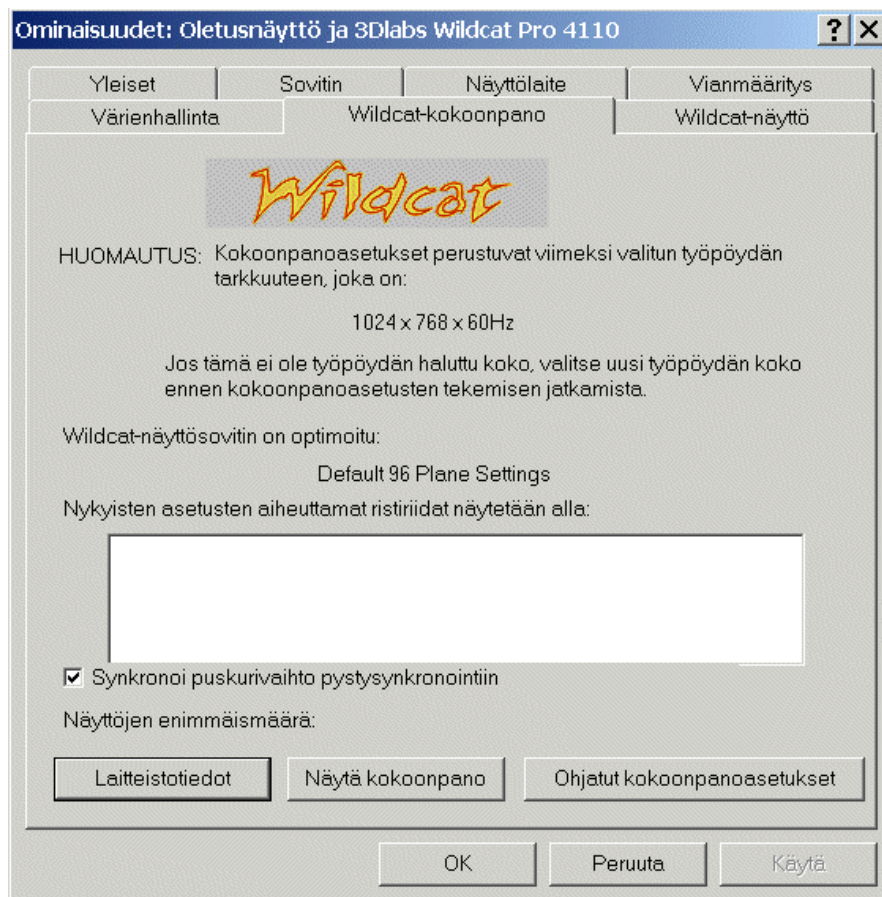 Ominaisuudet: Oletusnäyttö ja 3Dlabs Wildcat Pro 4110
Yleiset
Sovitin
Näyttölaite
Vianmääritys
Värienhallinta
Wildcat-kokoonpano
Wildcat-näyttö
Wildcat
HUOMAUTUS: Kokoonpanoasetukset perustuvat viimeksi valitun työpöydän
tarkkuuteen, joka on:
1024 x 768 x 60Hz
Jos tämä ei ole työpöydän haluttu koko, valitse uusi työpöydän koko
ennen kokoonpanoasetusten tekemisen jatkamista.
Wildcat-näyttösovitin on optimoitu:
Default 96 Plane Settings
Nykyisten asetusten aiheuttamat ristiriidat näytetään alla:
Synkronoi puskurivaihto pystysynkronointiin
Näyttöjen enimmäismäärä:
Laitteistotiedot
Näytä kokoonpano
Ohjatut kokoonpanoasetukset
OK
Peruuta
Käytä